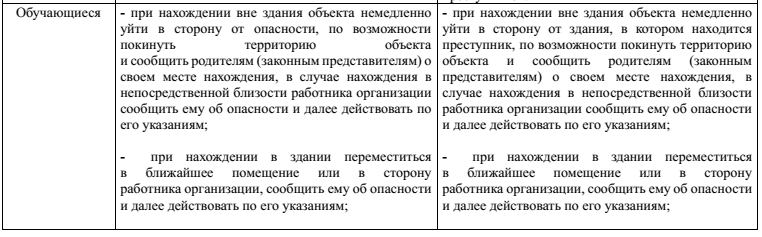 Обучающиеся
- при нахождении вне здания объекта немедленно
уйти в сторону от опасности, по возможности
покинуть территорию объекта
и сообщить родителям (законным представителям) о
своем месте нахождения, в случае нахождения в
непосредственной близости работника организации
сообщить ему об опасности и далее действовать по
его указаниям;
- при нахождении в здании переместиться
в ближайшее помещение или в сторону
работника организации, сообщить ему об опасности
и далее действовать по его указаниям;
- при нахождении вне здания объекта немедленно
уйти в сторону от здания, в котором находится
преступник, по возможности покинуть территорию
объекта и сообщить родителям (законным
представителям) о своем месте нахождения, в
случае нахождения в непосредственной близости
работника организации сообщить ему об опасности
и далее действовать по его указаниям;
- при нахождении в здании переместиться
в ближайшее помещение или в сторону
работника организации, сообщить ему об опасности
и далее действовать по его указаниям;